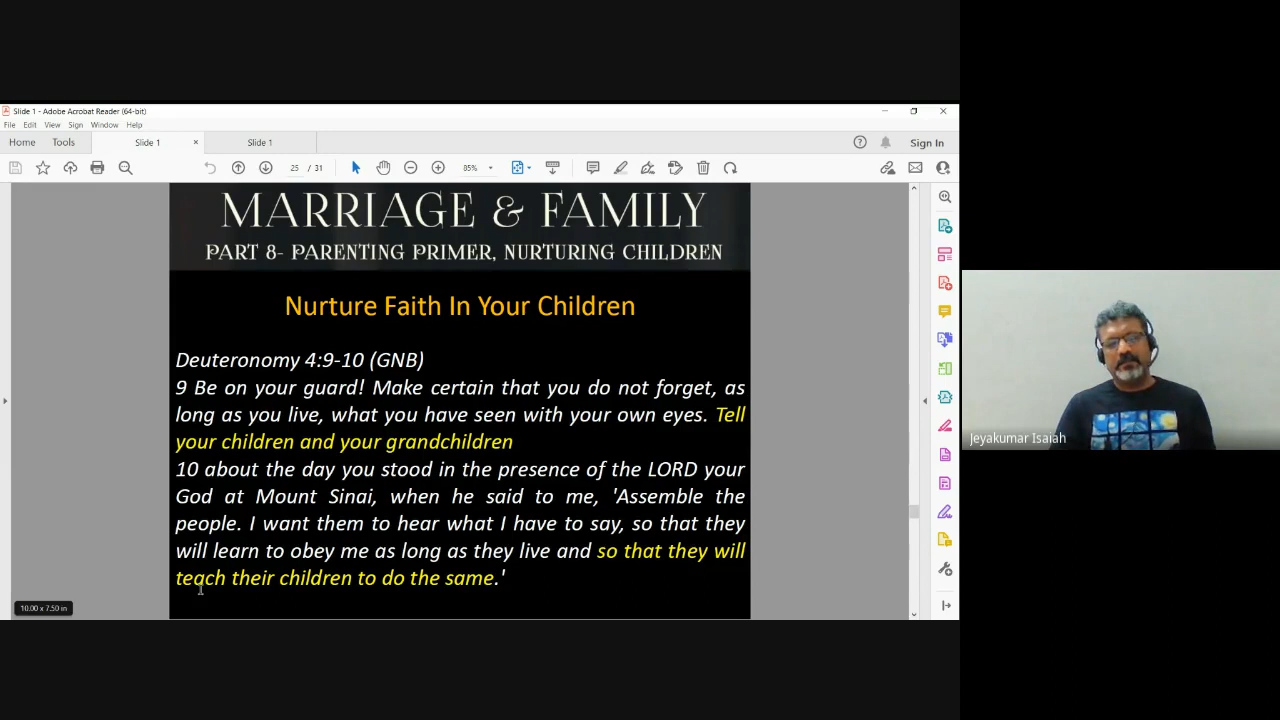 Slide 1 - Adobe Acrobat Reader (64-bit)
File Edit View Sign Window Help
Home Tools Slide 1 × Slide 1 Sign In
25 / 31 85%
MARRIAGE & FAMILY
PART 8- PARENTING PRIMER, NURTURING CHILDREN
Nurture Faith In Your Children
Deuteronomy 4:9-10 (GNB)
9 Be on your guard! Make certain that you do not forget, as
long as you live, what you have seen with your own eyes. Tell
your children and your grandchildren
10 about the day you stood in the presence of the LORD your
God at Mount Sinai, when he said to me, 'Assemble the
people. I want them to hear what I have to say, so that they
will learn to obey me as long as they live and so that they will
teach their children to do the same.'
10.00 x 7.50 in
Jeyakumar Isaiah